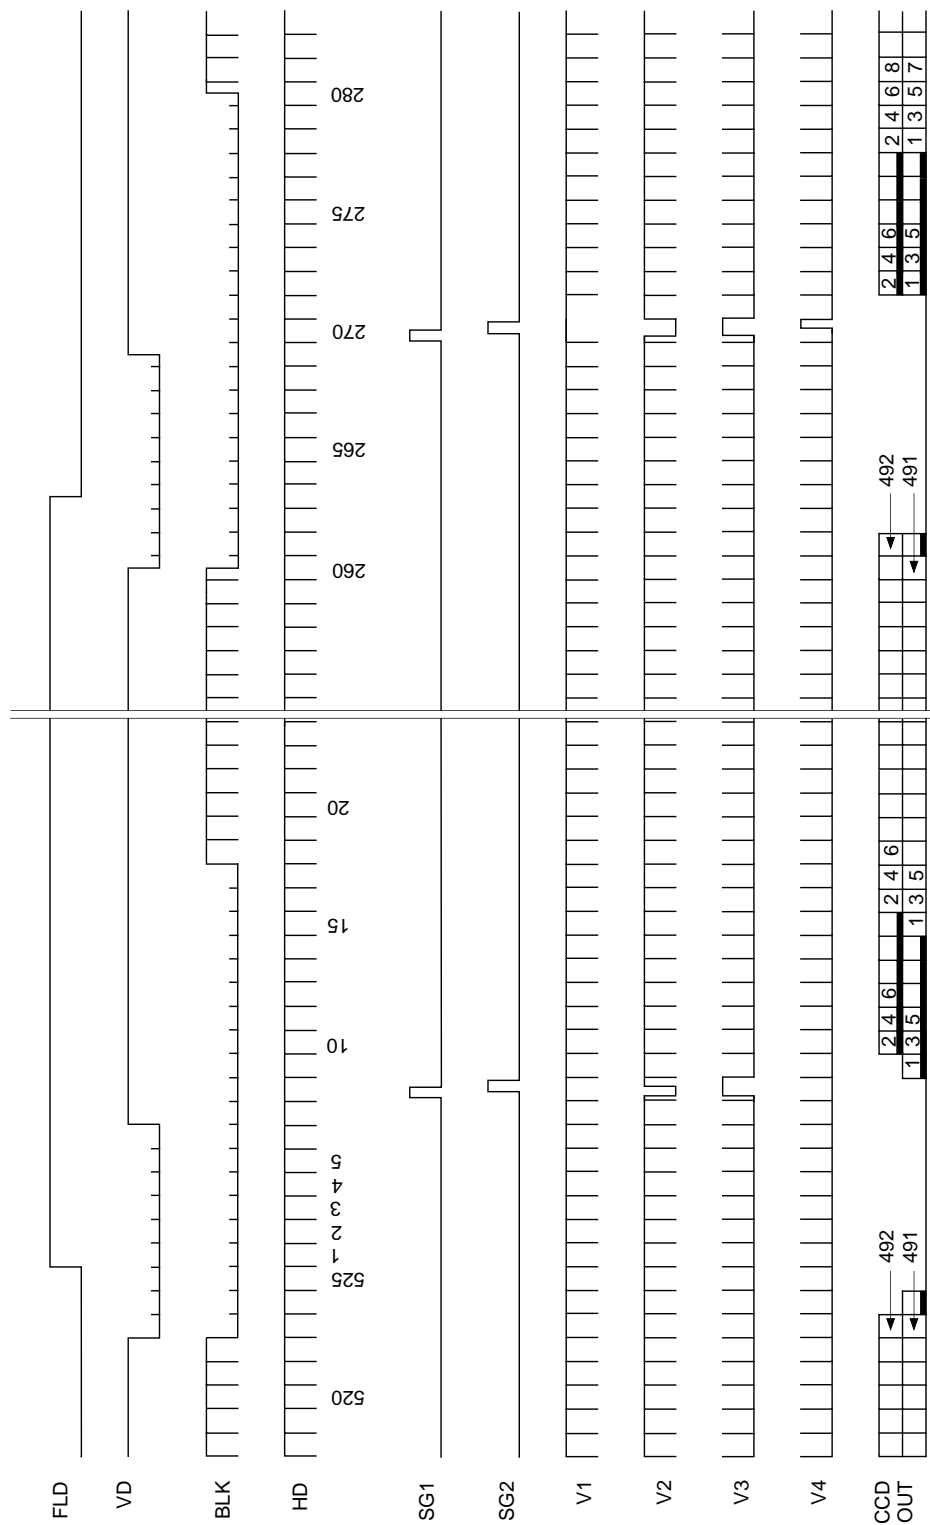 FLD
VD
BLK
HD
520 525 1 2 3 4 5 10 15 20 260 265 270 275 280
SG1
SG2
V1
V2
V3
V4
CCD 492 2 4 6 2 4 6 492 2 4 6 2 4 6 8
OUT 491 1 3 5 1 3 5 491 1 3 5 1 3 5 7